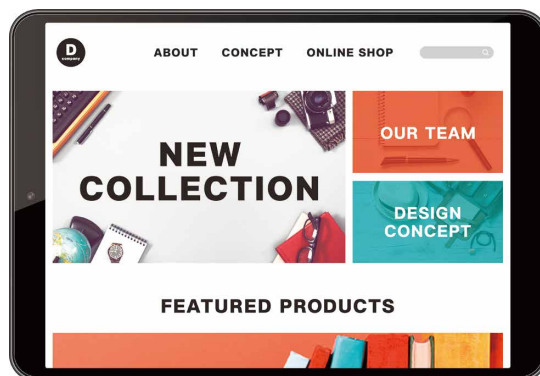 D
company
ABOUT CONCEPT ONLINE SHOP
NEW
COLLECTION
OUR TEAM
DESIGN
CONCEPT
FEATURED PRODUCTS